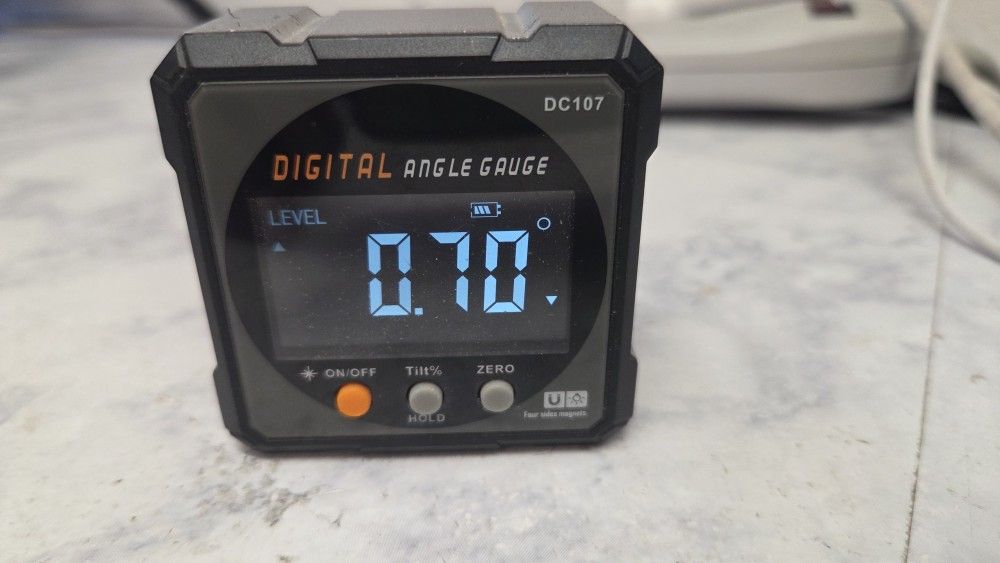 DC107
DIGITAL ANGLE GAUGE
LEVEL
0.70°
ON/OFF Tilt% ZERO
HOLD
Four sides magnets